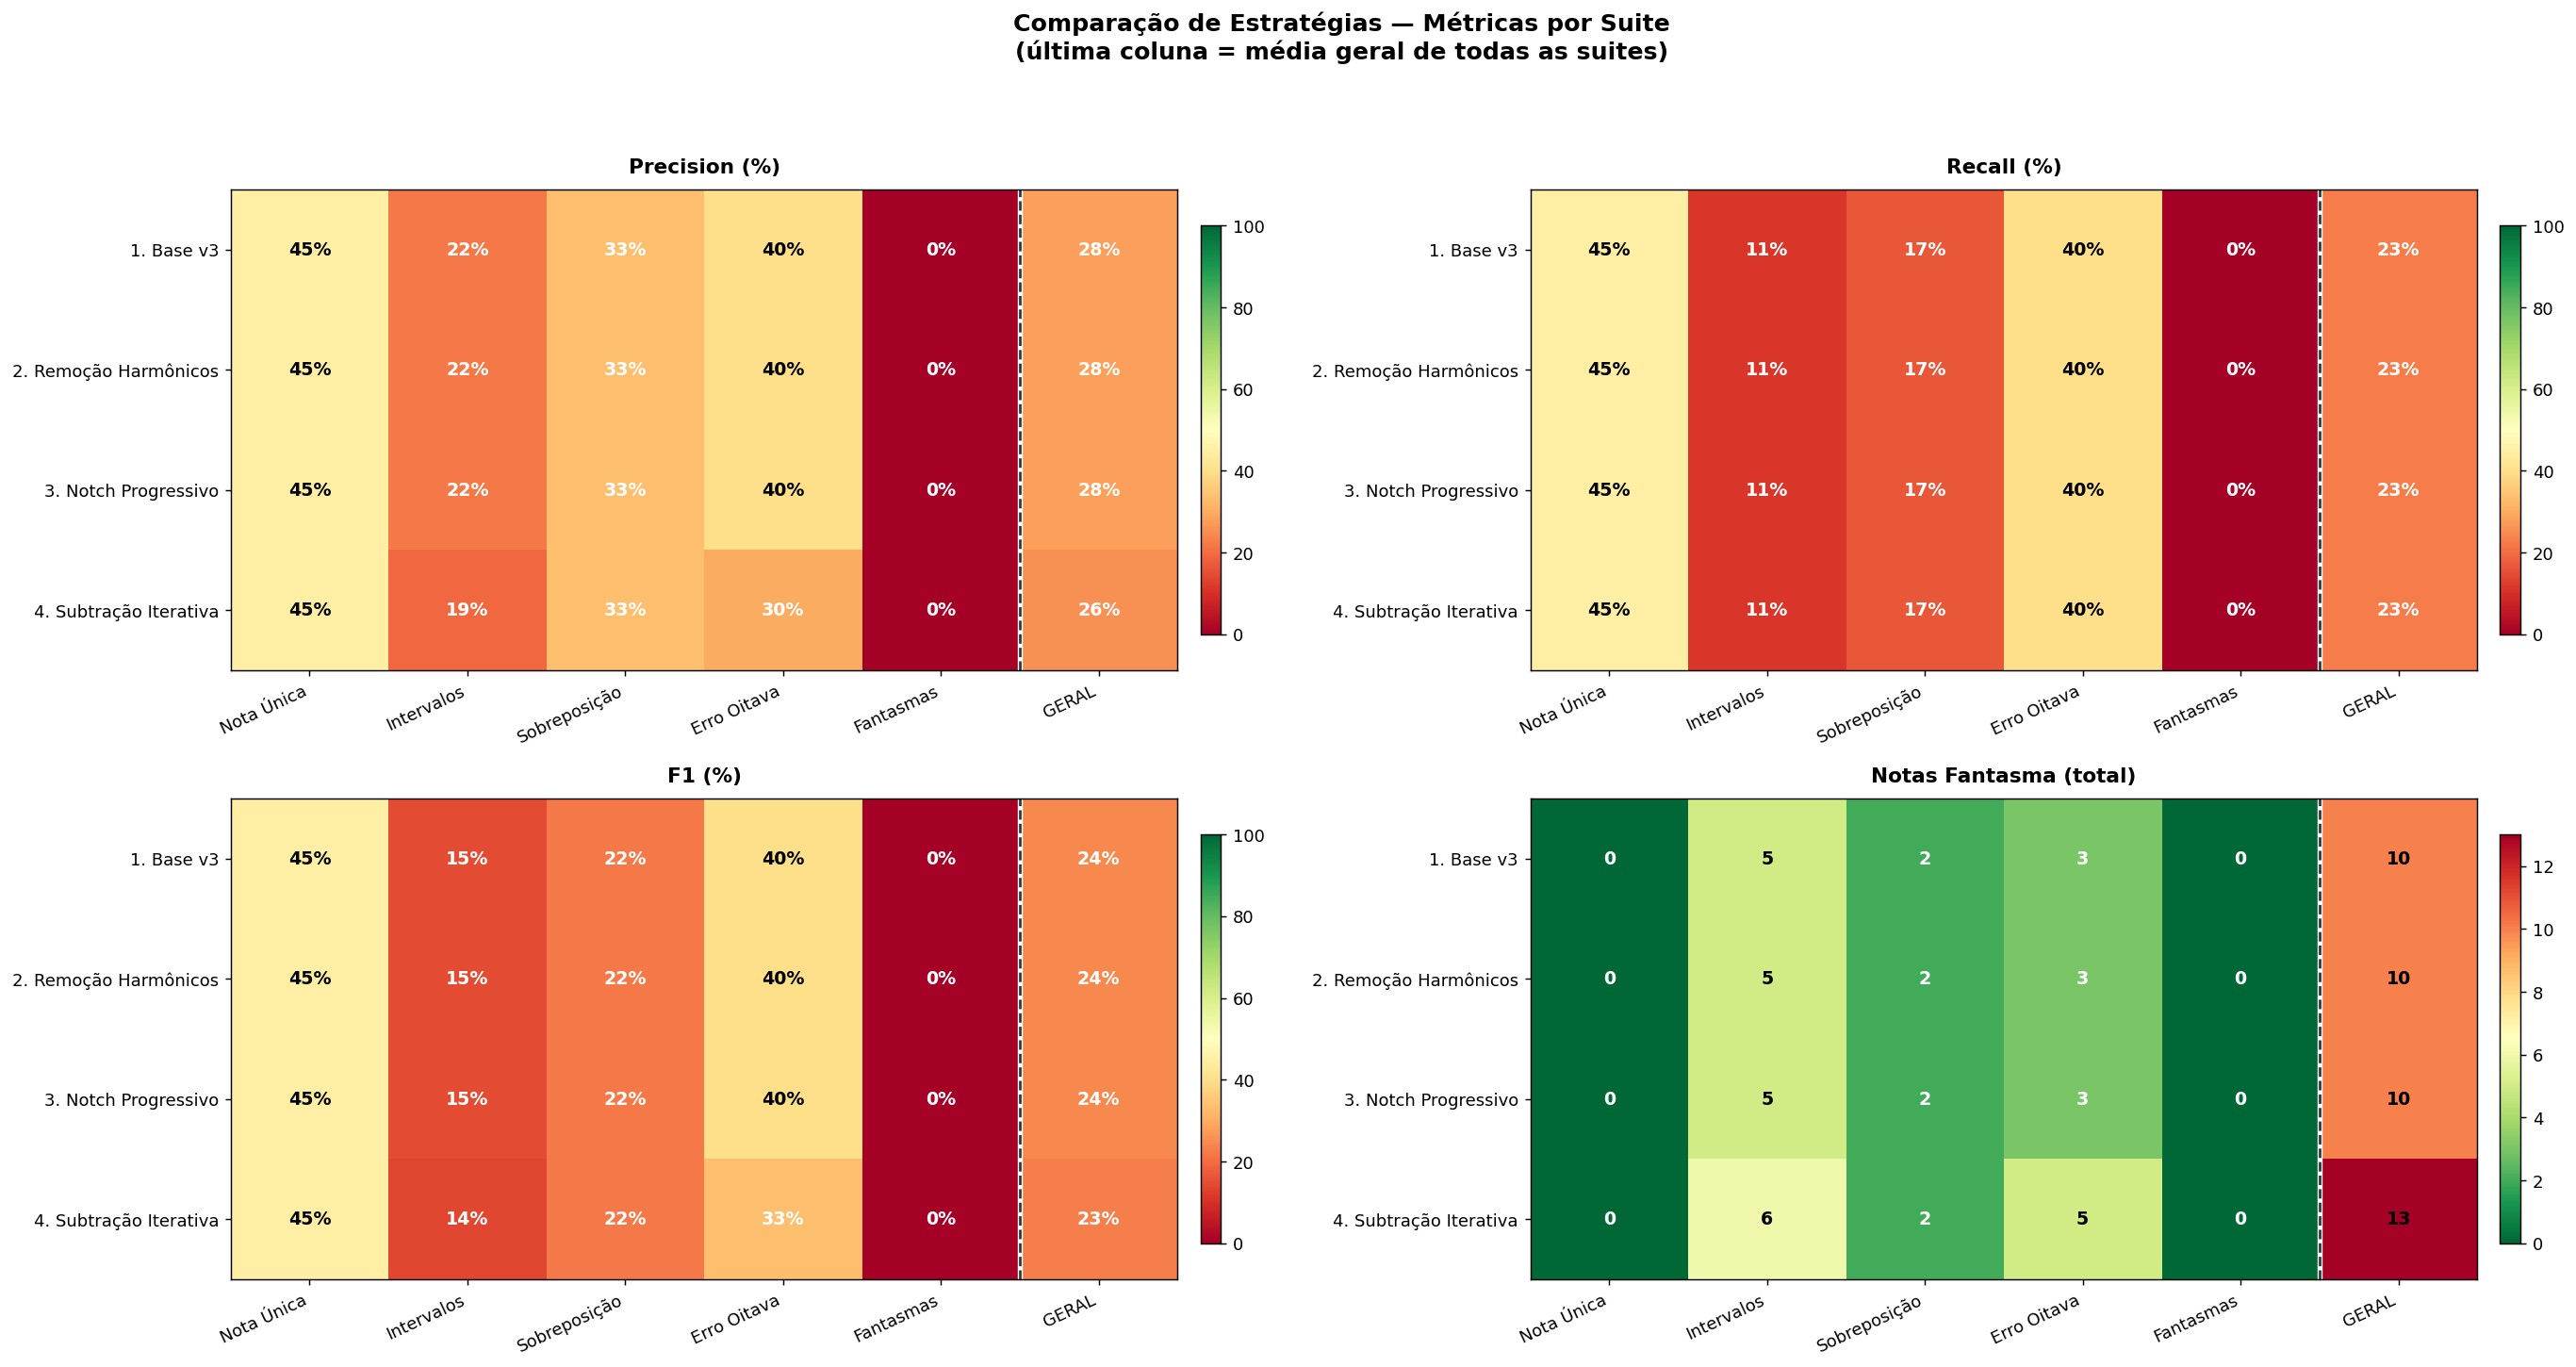 Comparação de Estratégias — Métricas por Suite
(última coluna = média geral de todas as suites)
Precision (%)
1. Base v3 45% 22% 33% 40% 0% 28%
2. Remoção Harmônicos 45% 22% 33% 40% 0% 28%
3. Notch Progressivo 45% 22% 33% 40% 0% 28%
4. Subtração Iterativa 45% 19% 33% 30% 0% 26%
Nota Única Intervalos Sobreposição Erro Oitava Fantasmas GERAL
100
80
60
40
20
0
Recall (%)
1. Base v3 45% 11% 17% 40% 0% 23%
2. Remoção Harmônicos 45% 11% 17% 40% 0% 23%
3. Notch Progressivo 45% 11% 17% 40% 0% 23%
4. Subtração Iterativa 45% 11% 17% 40% 0% 23%
Nota Única Intervalos Sobreposição Erro Oitava Fantasmas GERAL
100
80
60
40
20
0
F1 (%)
1. Base v3 45% 15% 22% 40% 0% 24%
2. Remoção Harmônicos 45% 15% 22% 40% 0% 24%
3. Notch Progressivo 45% 15% 22% 40% 0% 24%
4. Subtração Iterativa 45% 14% 22% 33% 0% 23%
Nota Única Intervalos Sobreposição Erro Oitava Fantasmas GERAL
100
80
60
40
20
0
Notas Fantasma (total)
1. Base v3 0 5 2 3 0 10
2. Remoção Harmônicos 0 5 2 3 0 10
3. Notch Progressivo 0 5 2 3 0 10
4. Subtração Iterativa 0 6 2 5 0 13
Nota Única Intervalos Sobreposição Erro Oitava Fantasmas GERAL
12
10
8
6
4
2
0